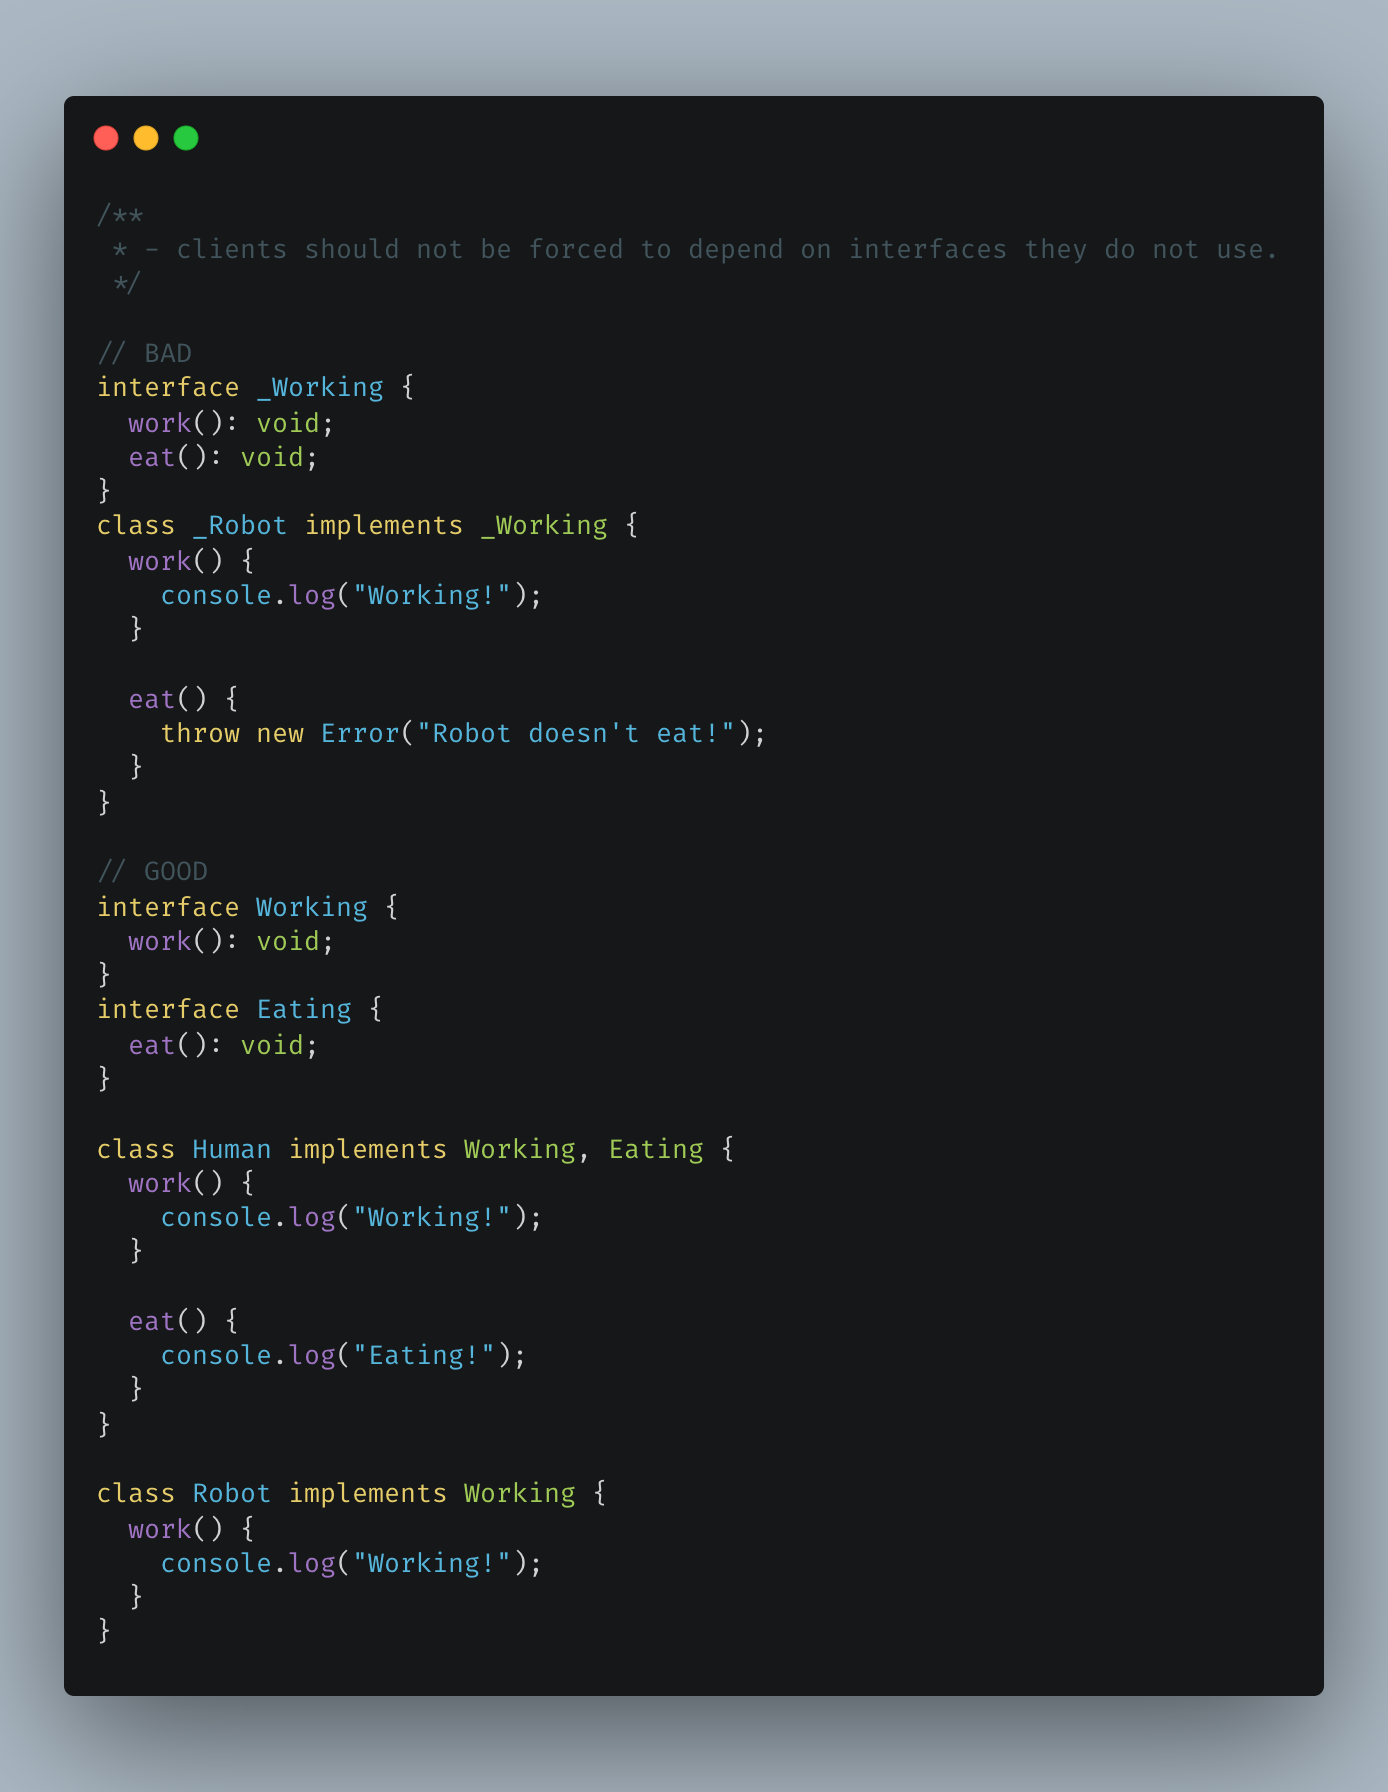 /**
 * - clients should not be forced to depend on interfaces they do not use.
 */
// BAD
interface _Working {
  work(): void;
  eat(): void;
}
class _Robot implements _Working {
  work() {
    console.log("Working!");
  }
  eat() {
    throw new Error("Robot doesn't eat!");
  }
}
// GOOD
interface Working {
  work(): void;
}
interface Eating {
  eat(): void;
}
class Human implements Working, Eating {
  work() {
    console.log("Working!");
  }
  eat() {
    console.log("Eating!");
  }
}
class Robot implements Working {
  work() {
    console.log("Working!");
  }
}